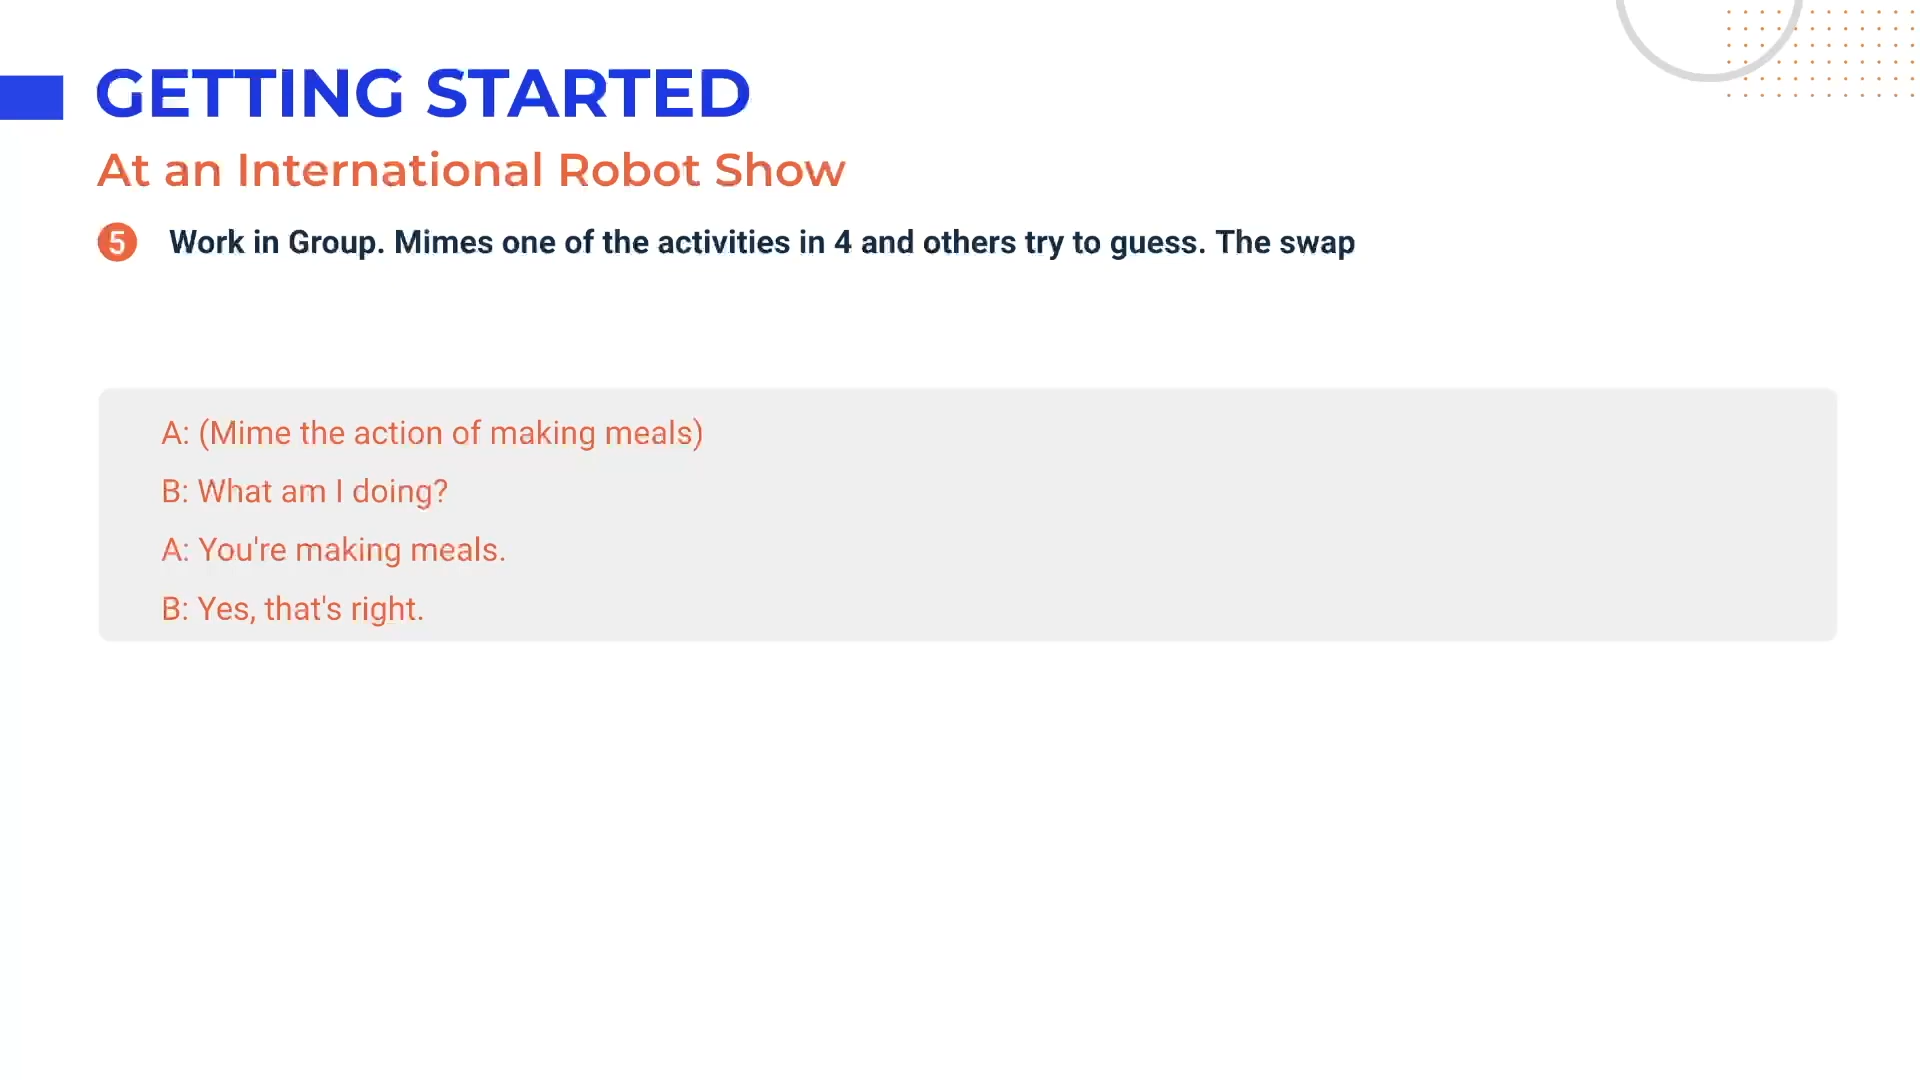 GETTING STARTED
At an International Robot Show
5 Work in Group. Mimes one of the activities in 4 and others try to guess. The swap
A: (Mime the action of making meals)
B: What am I doing?
A: You're making meals.
B: Yes, that's right.